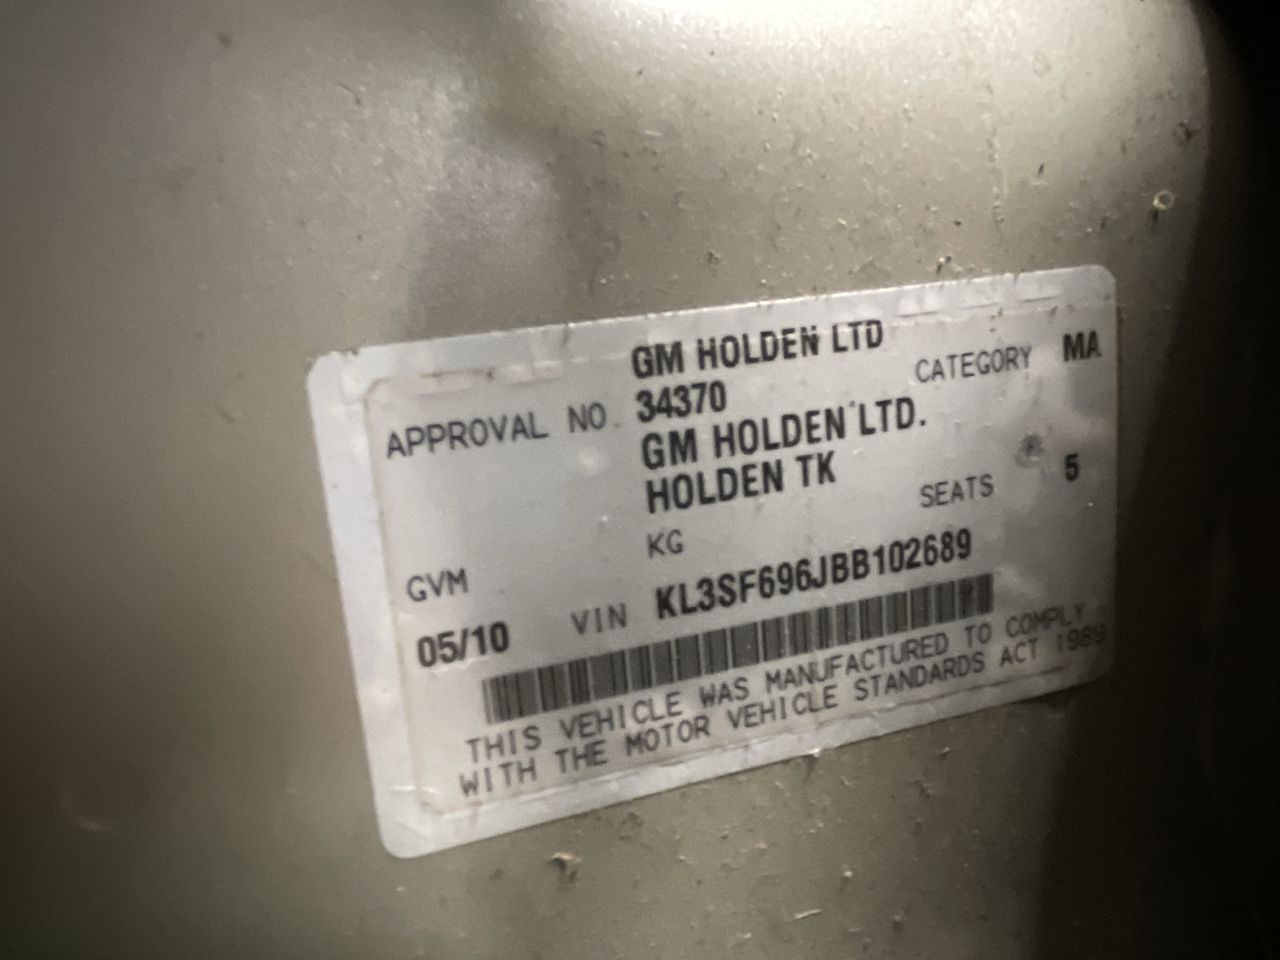 GM HOLDEN LTD
APPROVAL NO. 34370 CATEGORY MA
GM HOLDEN LTD.
HOLDEN TK
GVM KG SEATS 5
05/10 VIN KL3SF696JBB102689
THIS VEHICLE WAS MANUFACTURED TO COMPLY
WITH THE MOTOR VEHICLE STANDARDS ACT 1989